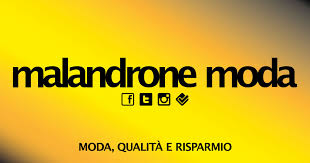 malandrone moda
MODA, QUALITÀ E RISPARMIO